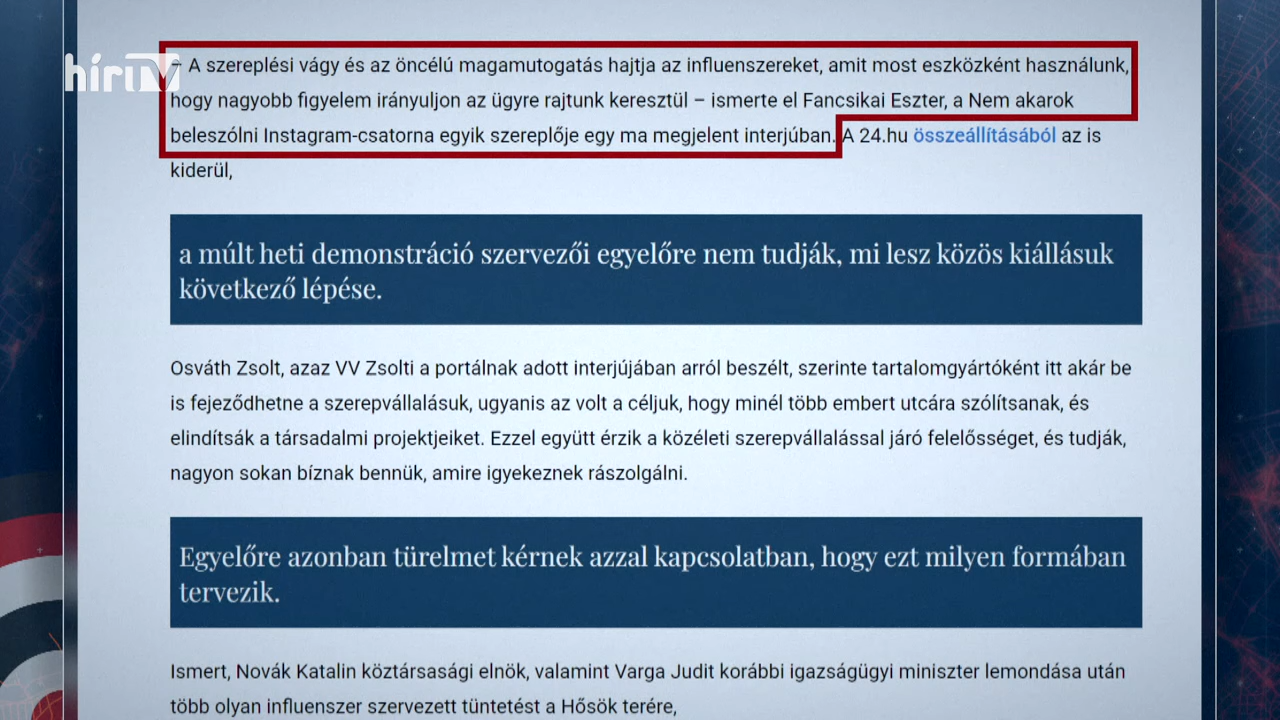 hírTV
– A szereplési vágy és az öncélú magamutogatás hajtja az influenszereket, amit most eszközként használunk,
hogy nagyobb figyelem irányuljon az ügyre rajtunk keresztül – ismerte el Fancsikai Eszter, a Nem akarok
beleszólni Instagram-csatorna egyik szereplője egy ma megjelent interjúban. A 24.hu összeállításából az is
kiderül,
a múlt heti demonstráció szervezői egyelőre nem tudják, mi lesz közös kiállásuk
következő lépése.
Osváth Zsolt, azaz VV Zsolti a portálnak adott interjújában arról beszélt, szerinte tartalomgyártóként itt akár be
is fejeződhetne a szerepvállalásuk, ugyanis az volt a céljuk, hogy minél több embert utcára szólítsanak, és
elindítsák a társadalmi projektjeiket. Ezzel együtt érzik a közéleti szerepvállalással járó felelősséget, és tudják,
nagyon sokan bíznak bennük, amire igyekeznek rászolgálni.
Egyelőre azonban türelmet kérnek azzal kapcsolatban, hogy ezt milyen formában
tervezik.
Ismert, Novák Katalin köztársasági elnök, valamint Varga Judit korábbi igazságügyi miniszter lemondása után
több olyan influenszer szervezett tüntetést a Hősök terére,